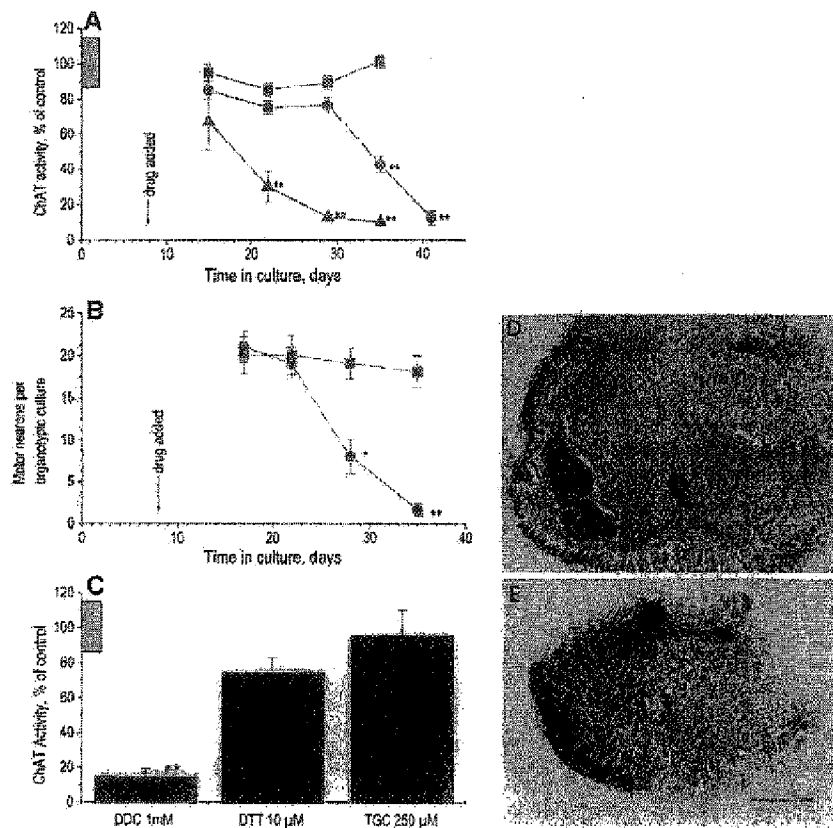 A
120
100
80
60
40
20
0
ChAT activity, % of control
drug added
**
**
**
**
**
0 10 20 30 40
Time in culture, days
B
25
20
15
10
5
0
Motor neurons per
organotypic culture
drug added
*
**
0 10 20 30 40
Time in culture, days
C
120
100
80
60
40
20
0
ChAT Activity, % of control
**
DDC 1mM DTT 10 µM TGC 250 µM
D
E